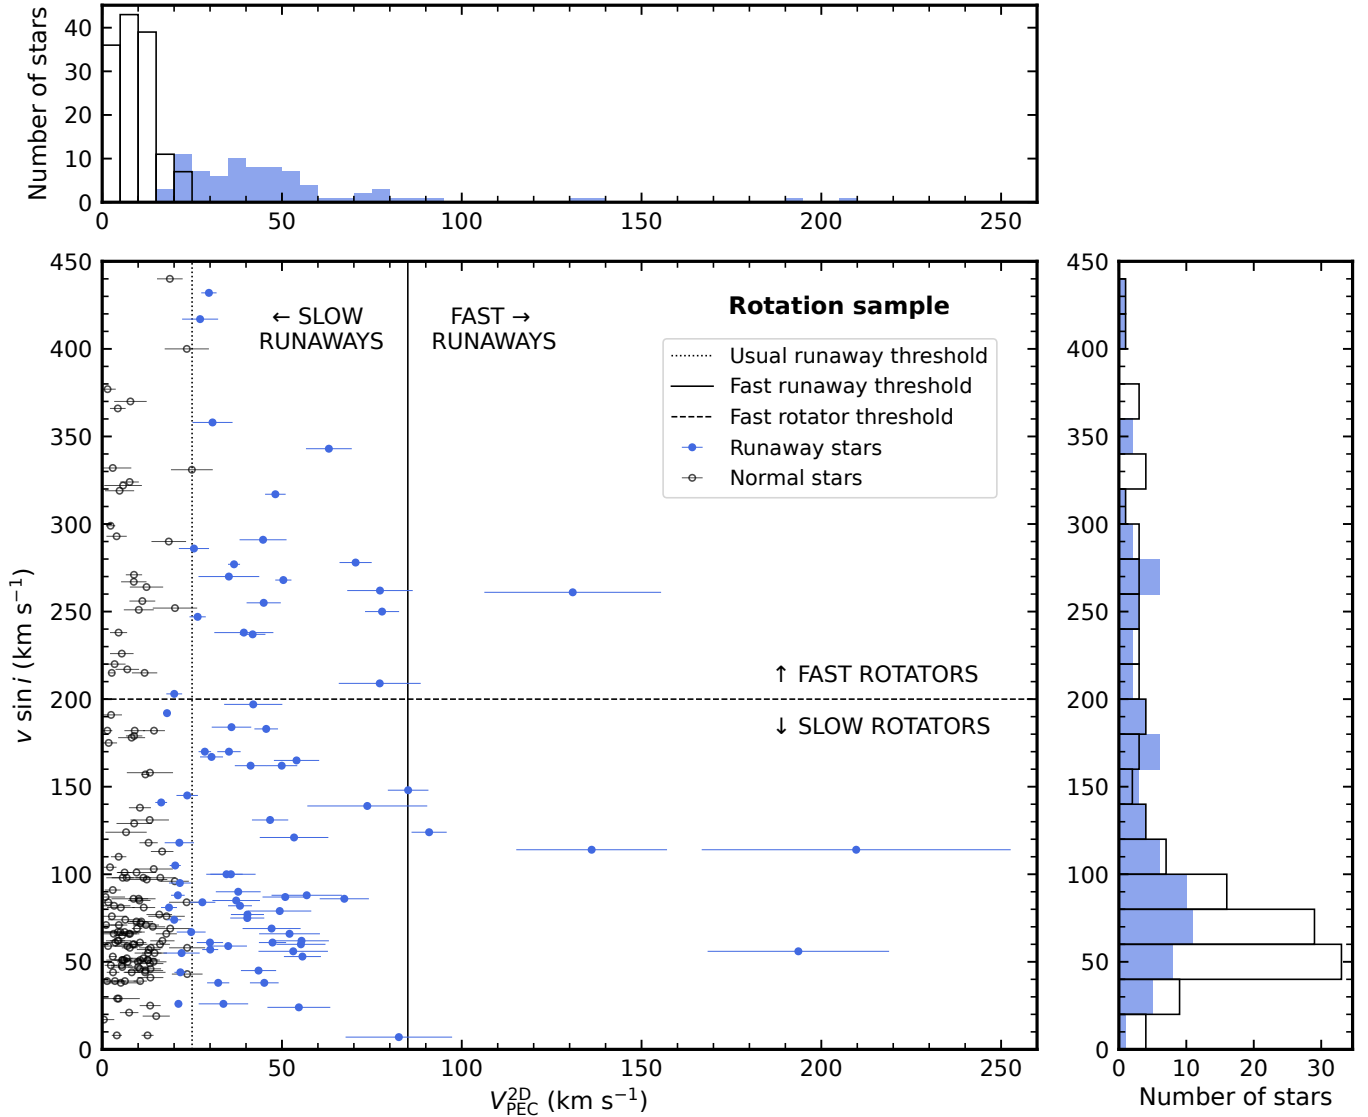 Number of stars
40
30
20
10
0
0 50 100 150 200 250
450
400
350
300
250
200
150
100
50
0
v sin i (km s⁻¹)
← SLOW
RUNAWAYS
FAST →
RUNAWAYS
Rotation sample
Usual runaway threshold
Fast runaway threshold
Fast rotator threshold
Runaway stars
Normal stars
↑ FAST ROTATORS
↓ SLOW ROTATORS
0 50 100 150 200 250
V²ᴰ_PEC (km s⁻¹)
450
400
350
300
250
200
150
100
50
0
0 10 20 30
Number of stars